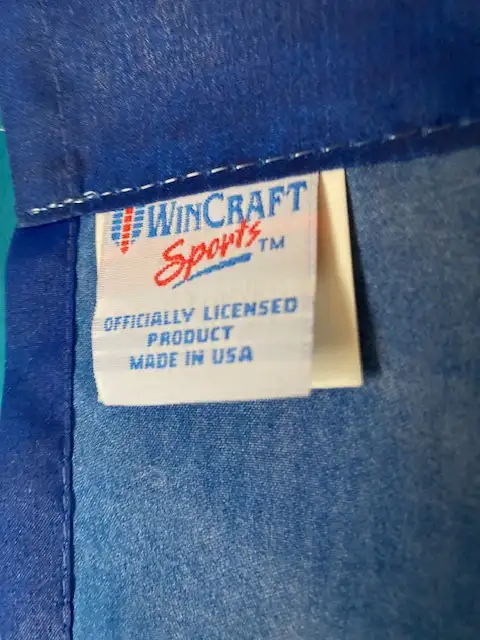 WINCRAFT
Sports™
OFFICIALLY LICENSED
PRODUCT
MADE IN USA